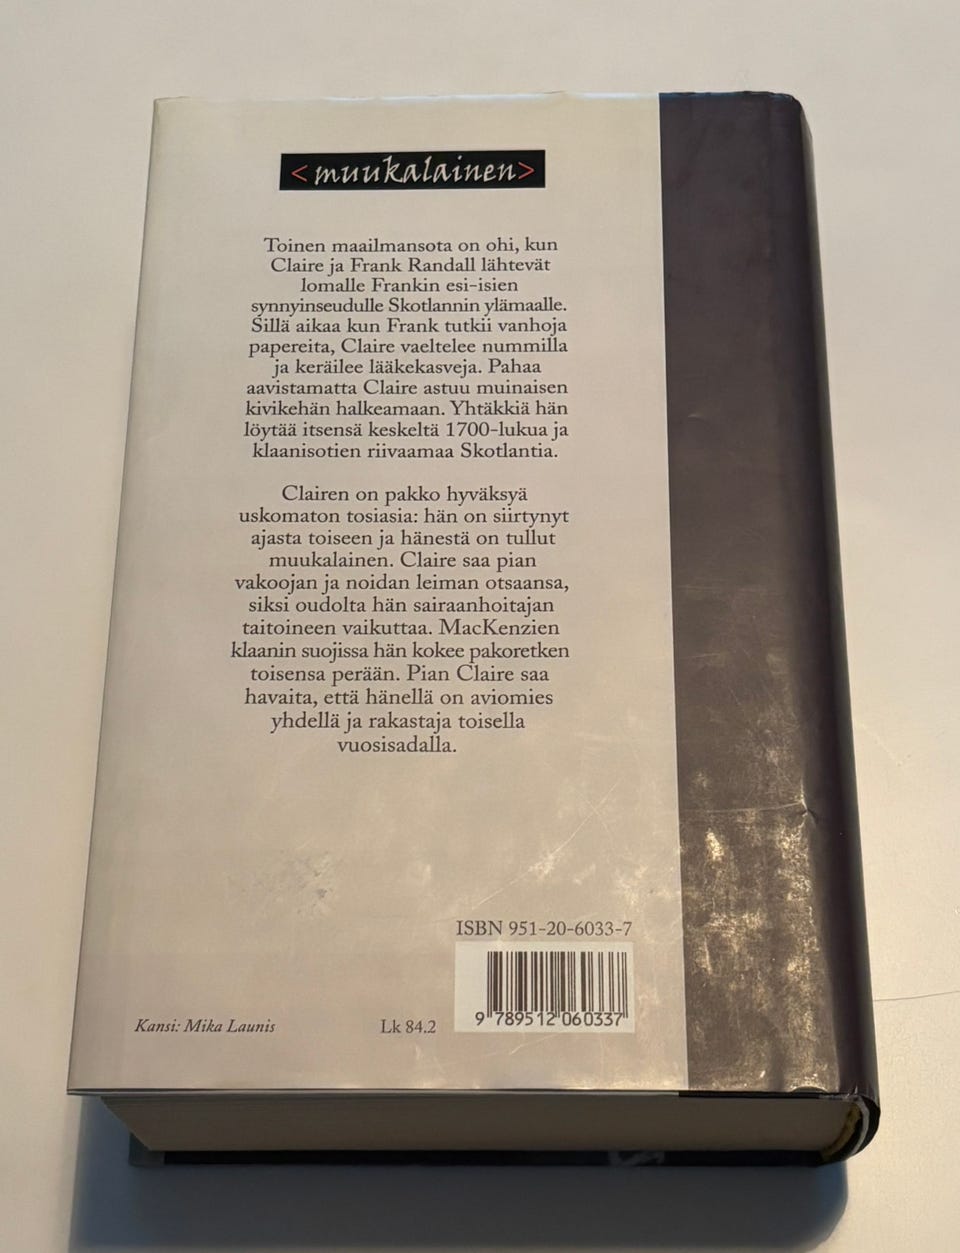 <muukalainen>
Toinen maailmansota on ohi, kun
Claire ja Frank Randall lähtevät
lomalle Frankin esi-isien
synnyinseudulle Skotlannin ylämaalle.
Sillä aikaa kun Frank tutkii vanhoja
papereita, Claire vaeltelee nummilla
ja keräilee lääkekasveja. Pahaa
aavistamatta Claire astuu muinaisen
kivikehän halkeamaan. Yhtäkkiä hän
löytää itsensä keskeltä 1700-lukua ja
klaanisotien riivaamaa Skotlantia.
Clairen on pakko hyväksyä
uskomaton tosiasia: hän on siirtynyt
ajasta toiseen ja hänestä on tullut
muukalainen. Claire saa pian
vakoojan ja noidan leiman otsaansa,
siksi oudolta hän sairaanhoitajan
taitoineen vaikuttaa. MacKenzien
klaanin suojissa hän kokee pakoretken
toisensa perään. Pian Claire saa
havaita, että hänellä on aviomies
yhdellä ja rakastaja toisella
vuosisadalla.
ISBN 951-20-6033-7
9 789512 060337
Kansi: Mika Launis Lk 84.2